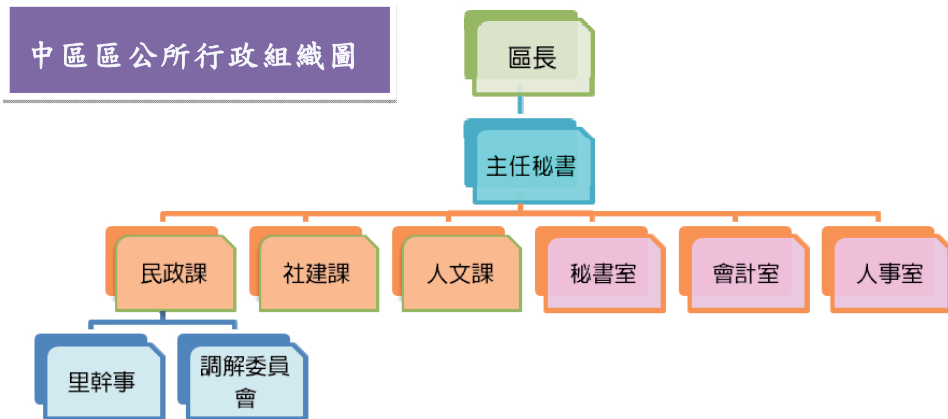 中區區公所行政組織圖
區長
主任秘書
民政課
社建課
人文課
秘書室
會計室
人事室
里幹事
調解委員
會